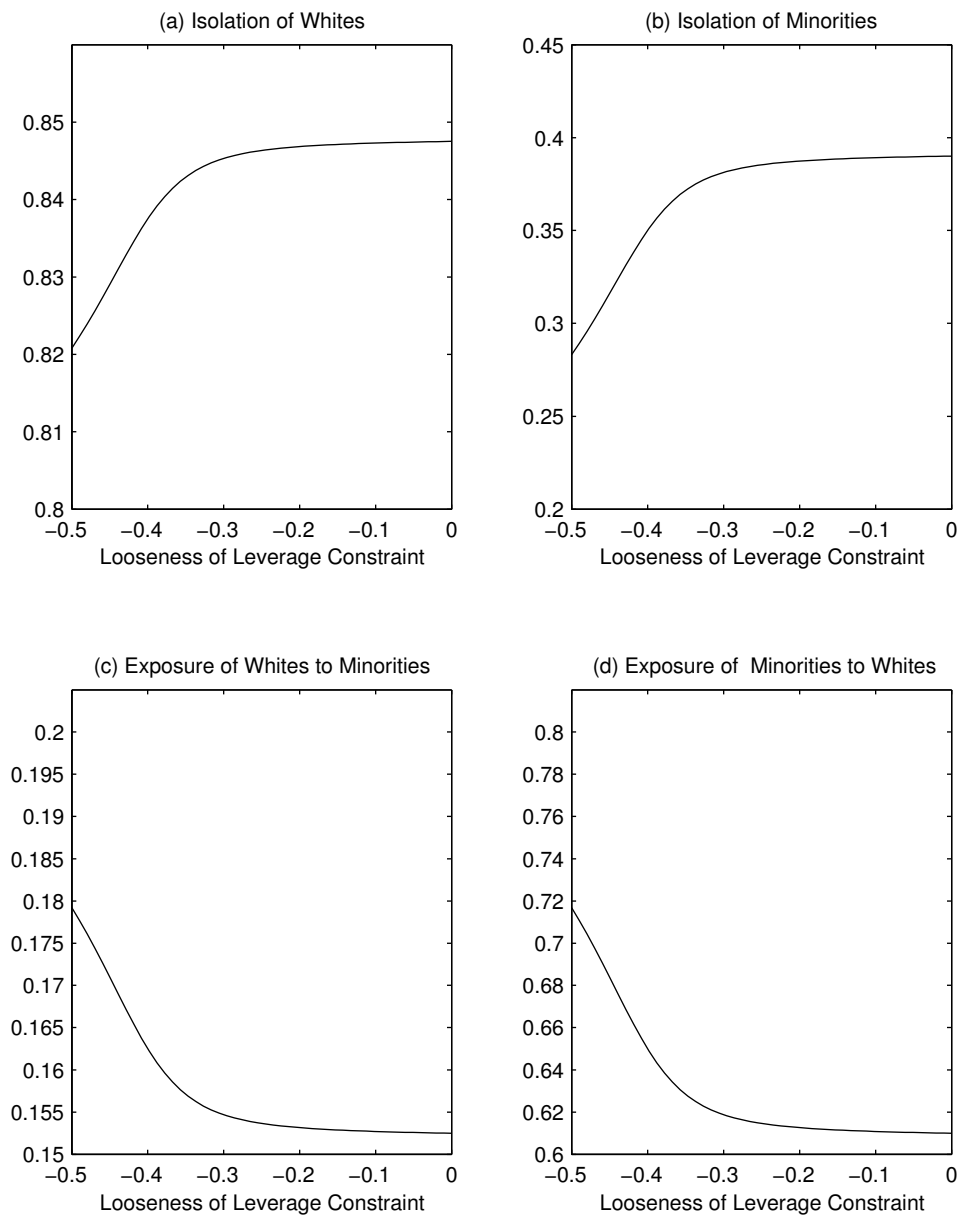 (a) Isolation of Whites
0.85
0.84
0.83
0.82
0.81
0.8
−0.5 −0.4 −0.3 −0.2 −0.1 0
Looseness of Leverage Constraint
(b) Isolation of Minorities
0.45
0.4
0.35
0.3
0.25
0.2
−0.5 −0.4 −0.3 −0.2 −0.1 0
Looseness of Leverage Constraint
(c) Exposure of Whites to Minorities
0.2
0.195
0.19
0.185
0.18
0.175
0.17
0.165
0.16
0.155
0.15
−0.5 −0.4 −0.3 −0.2 −0.1 0
Looseness of Leverage Constraint
(d) Exposure of  Minorities to Whites
0.8
0.78
0.76
0.74
0.72
0.7
0.68
0.66
0.64
0.62
0.6
−0.5 −0.4 −0.3 −0.2 −0.1 0
Looseness of Leverage Constraint